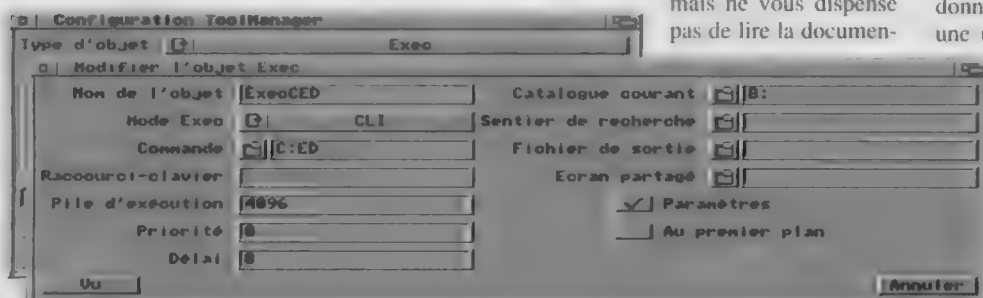 mais ne vous dispense
pas de lire la documen-
donn
une
Configuration ToolManager
Type d'objet Exec
Modifier l'objet Exec
Nom de l'objet ExecCED
Mode Exec CLI
Commande C:ED
Raccourci-clavier
Pile d'exécution 4096
Priorité 0
Délai 0
Catalogue courant B:
Sentier de recherche
Fichier de sortie
Ecran partagé
Paramètres
Au premier plan
Vu
Annuler